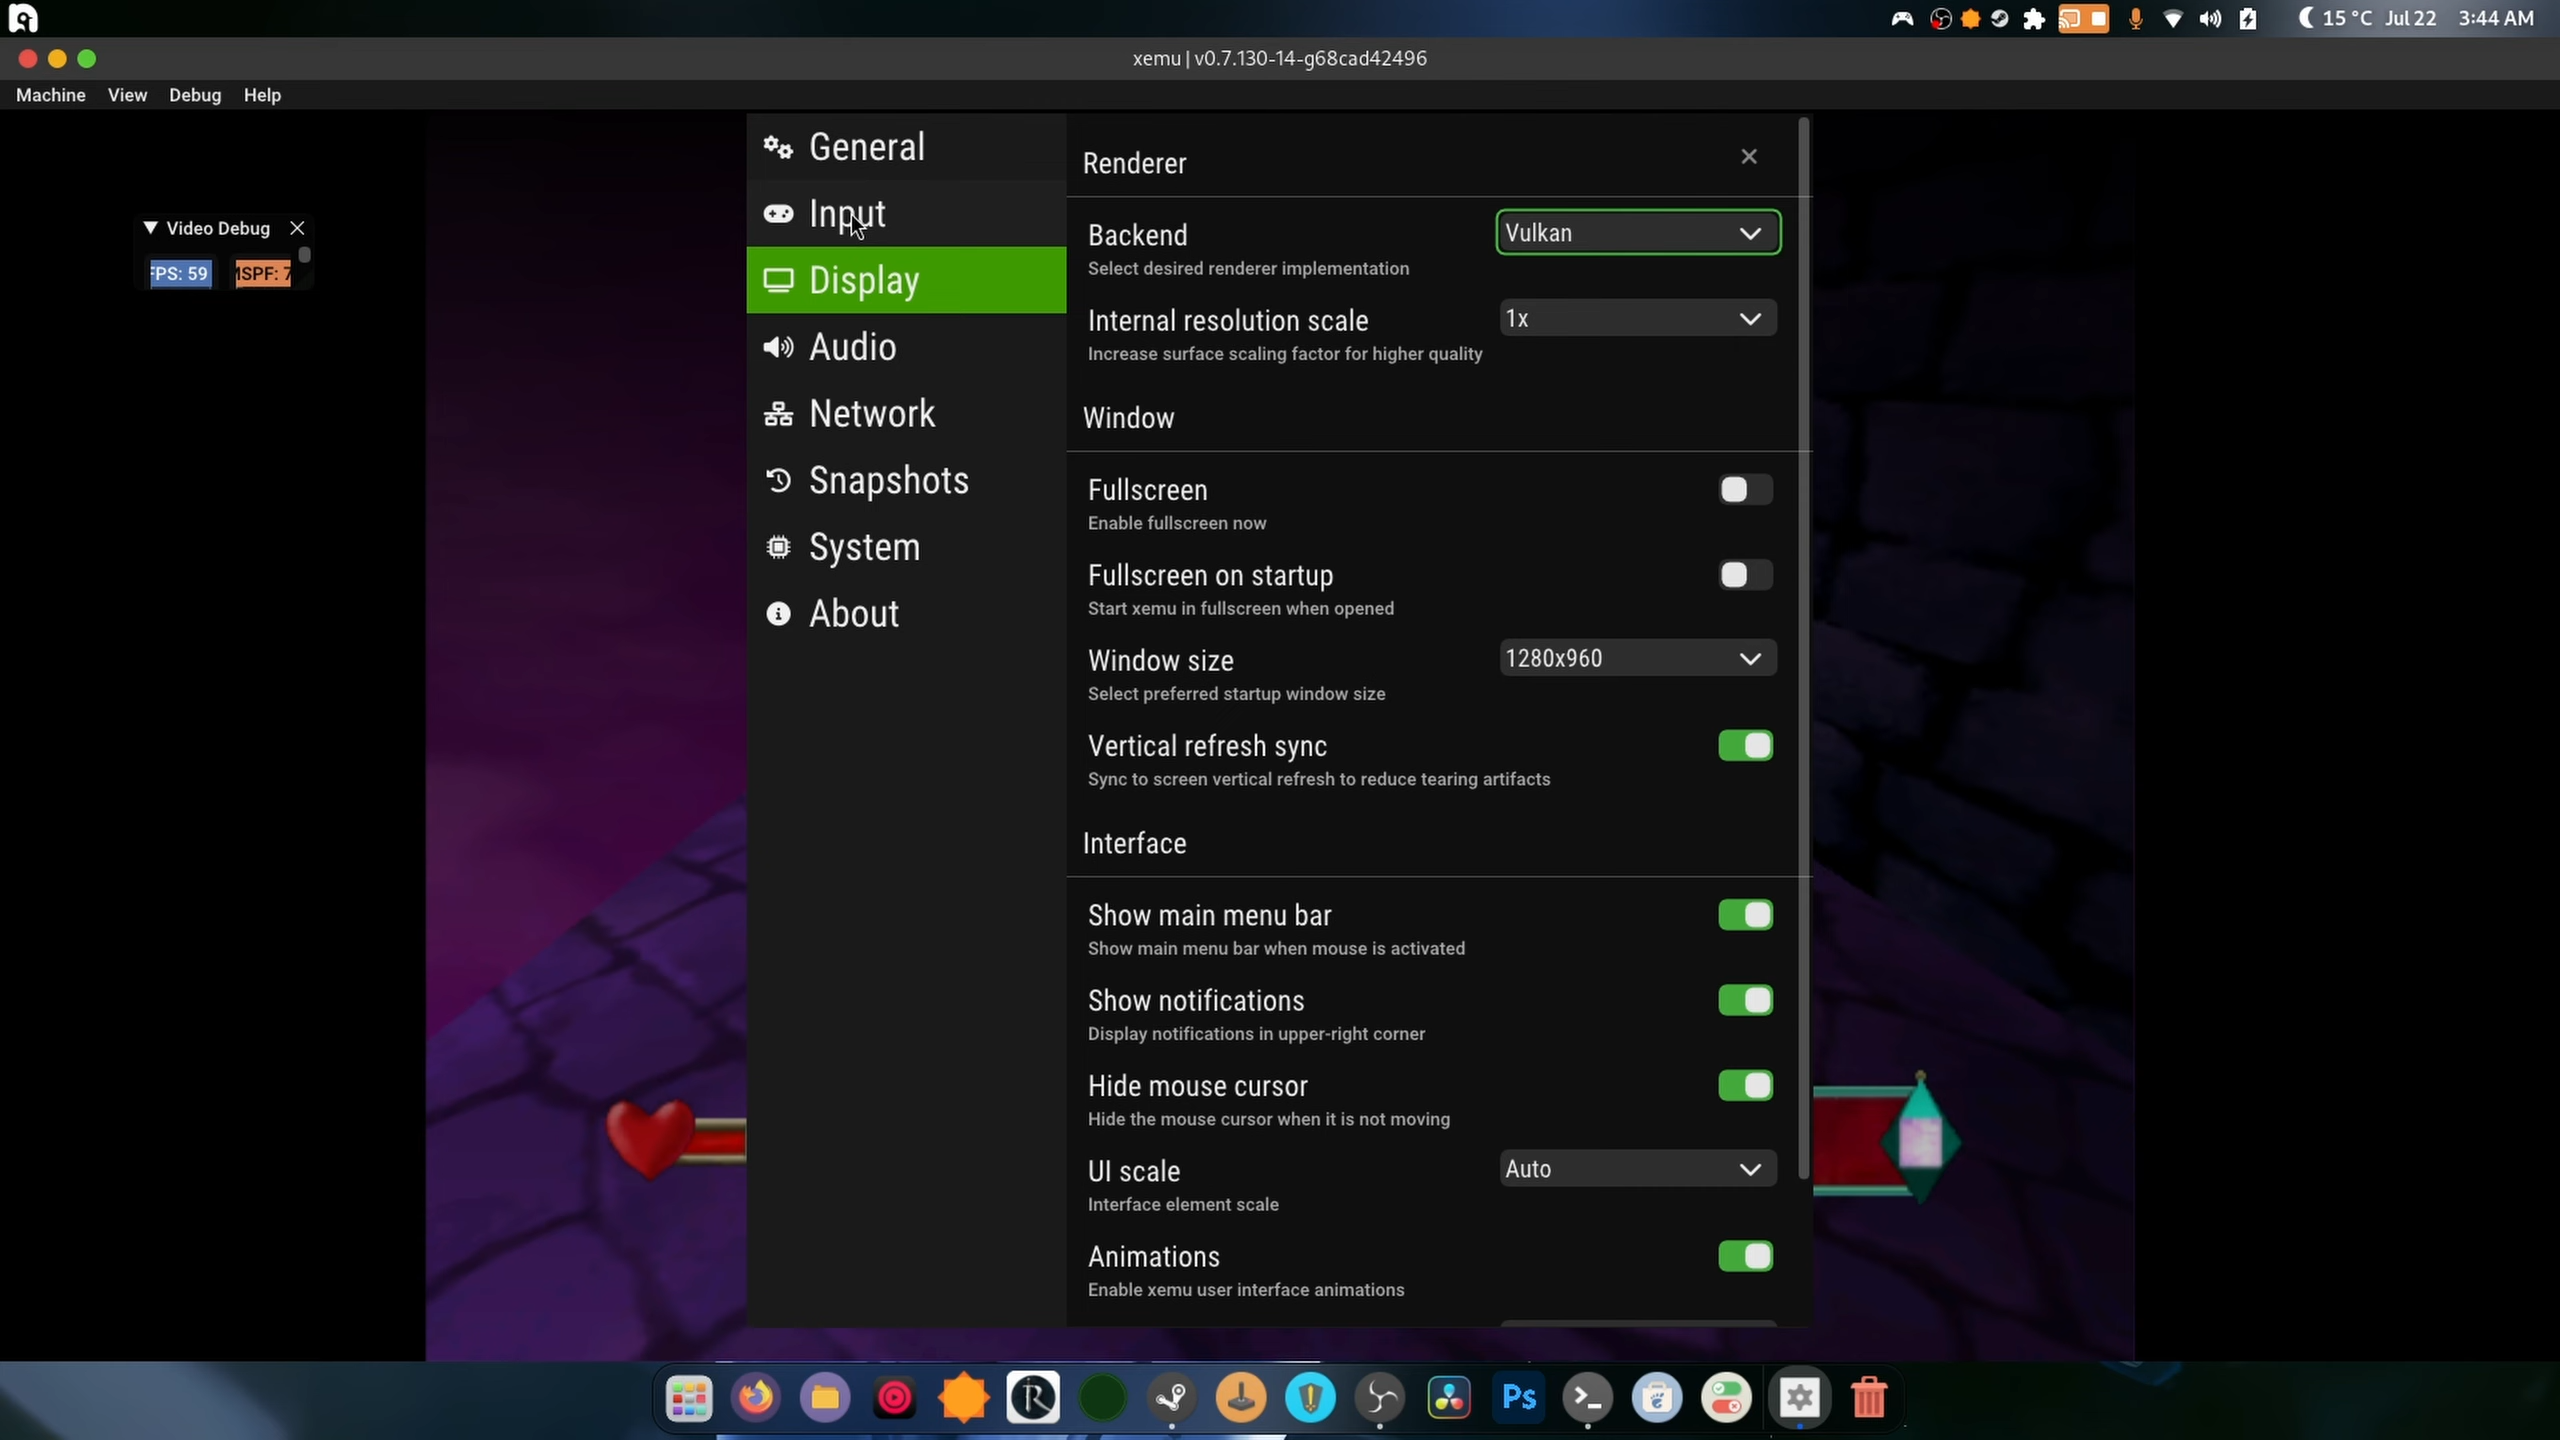 15 °C Jul 22 3:44 AM
xemu | v0.7.130-14-g68cad42496
Machine View Debug Help
Video Debug
FPS: 59 MSPF: 7
General
Input
Display
Audio
Network
Snapshots
System
About
Renderer
Backend
Vulkan
Select desired renderer implementation
Internal resolution scale
1x
Increase surface scaling factor for higher quality
Window
Fullscreen
Enable fullscreen now
Fullscreen on startup
Start xemu in fullscreen when opened
Window size
1280x960
Select preferred startup window size
Vertical refresh sync
Sync to screen vertical refresh to reduce tearing artifacts
Interface
Show main menu bar
Show main menu bar when mouse is activated
Show notifications
Display notifications in upper-right corner
Hide mouse cursor
Hide the mouse cursor when it is not moving
UI scale
Auto
Interface element scale
Animations
Enable xemu user interface animations
R
Ps